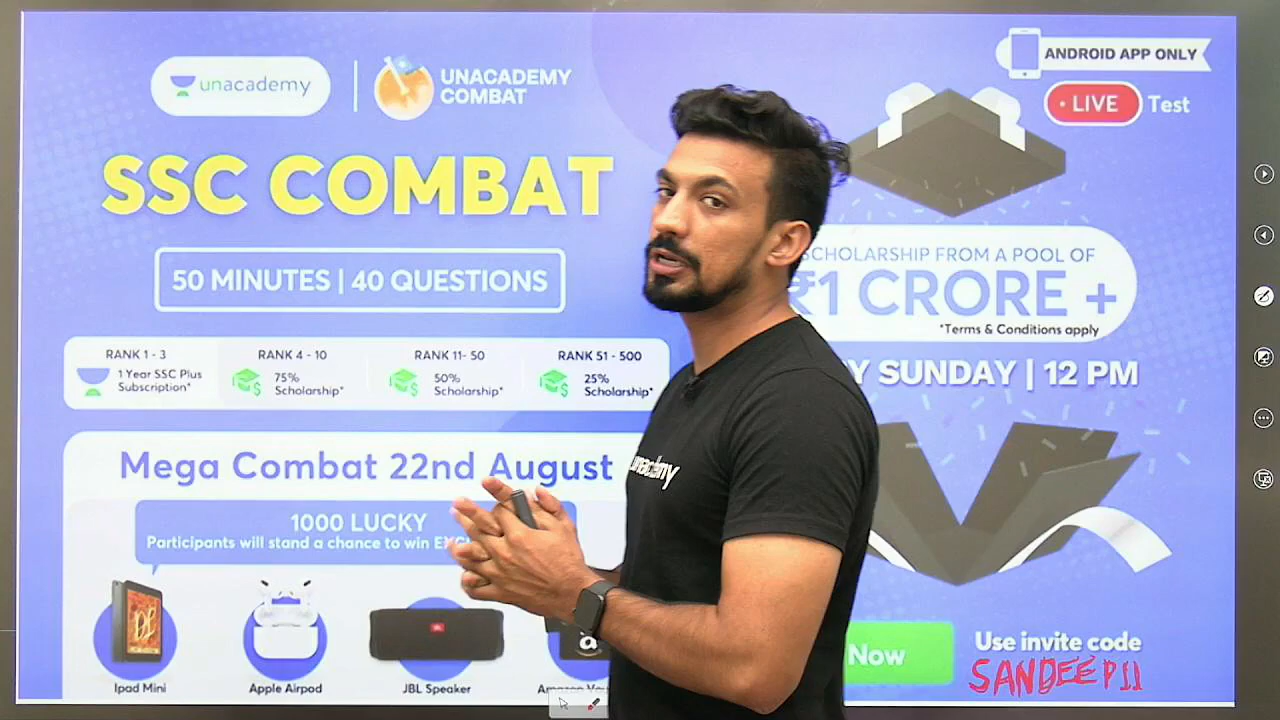 unacademy
UNACADEMY
COMBAT
ANDROID APP ONLY
• LIVE Test
SSC COMBAT
50 MINUTES | 40 QUESTIONS
SCHOLARSHIP FROM A POOL OF
₹1 CRORE +
*Terms & Conditions apply
SUNDAY | 12 PM
RANK 1 - 3
1 Year SSC Plus
Subscription*
RANK 4 - 10
75%
Scholarship*
RANK 11- 50
50%
Scholarship*
RANK 51 - 500
25%
Scholarship*
Mega Combat 22nd August
1000 LUCKY
Participants will stand a chance to win
unacademy
Ipad Mini
Apple Airpod
JBL Speaker
a
Now
Use invite code
SANDEEP11